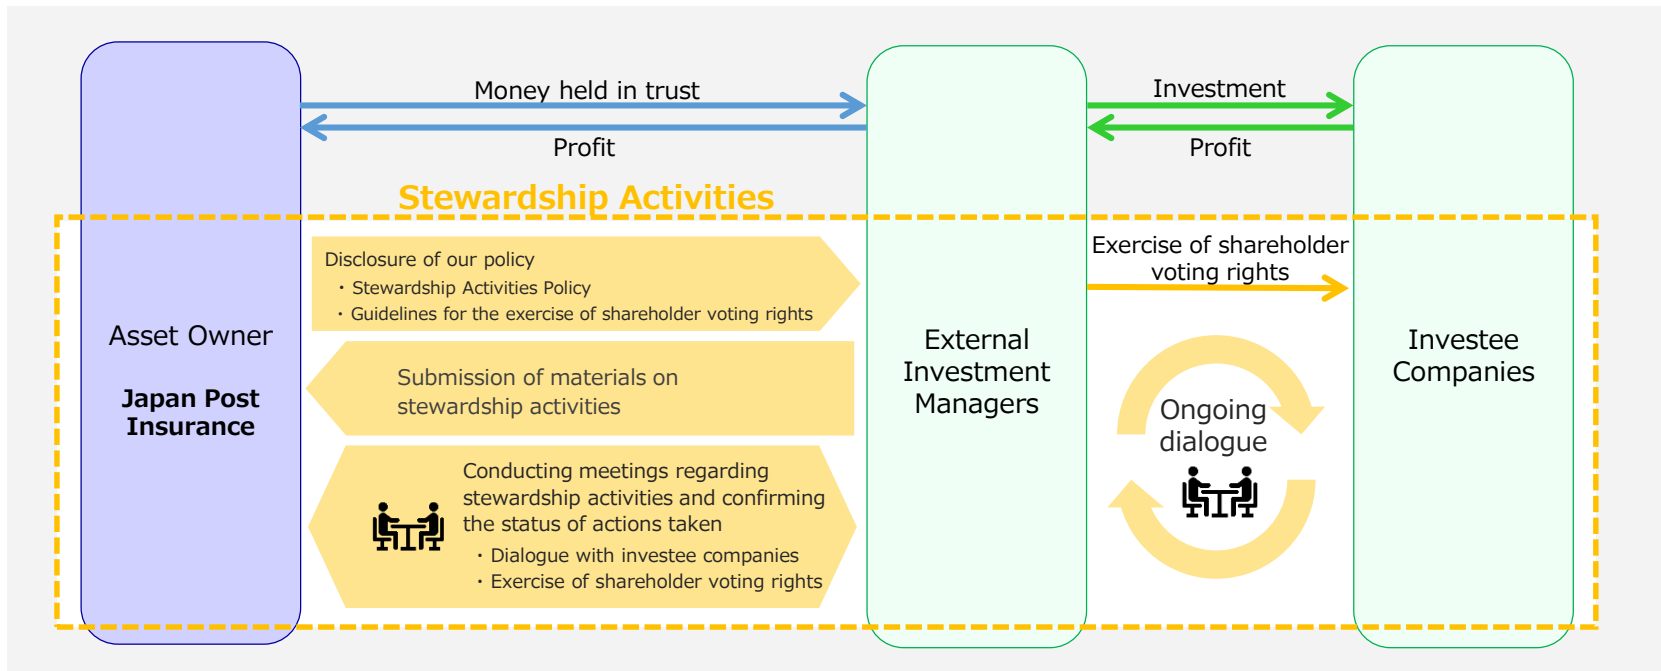 Money held in trust
Profit
Investment
Profit
Stewardship Activities
Asset Owner
Japan Post
Insurance
Disclosure of our policy
・Stewardship Activities Policy
・Guidelines for the exercise of shareholder voting rights
Submission of materials on
stewardship activities
Conducting meetings regarding
stewardship activities and confirming
the status of actions taken
・Dialogue with investee companies
・Exercise of shareholder voting rights
External
Investment
Managers
Exercise of shareholder
voting rights
Ongoing
dialogue
Investee
Companies